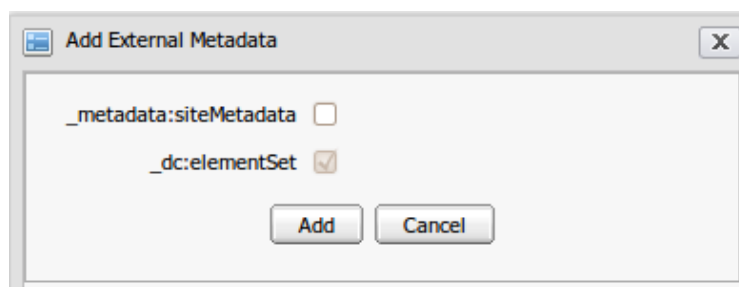 Add External Metadata
X
_metadata:siteMetadata
_dc:elementSet
Add Cancel